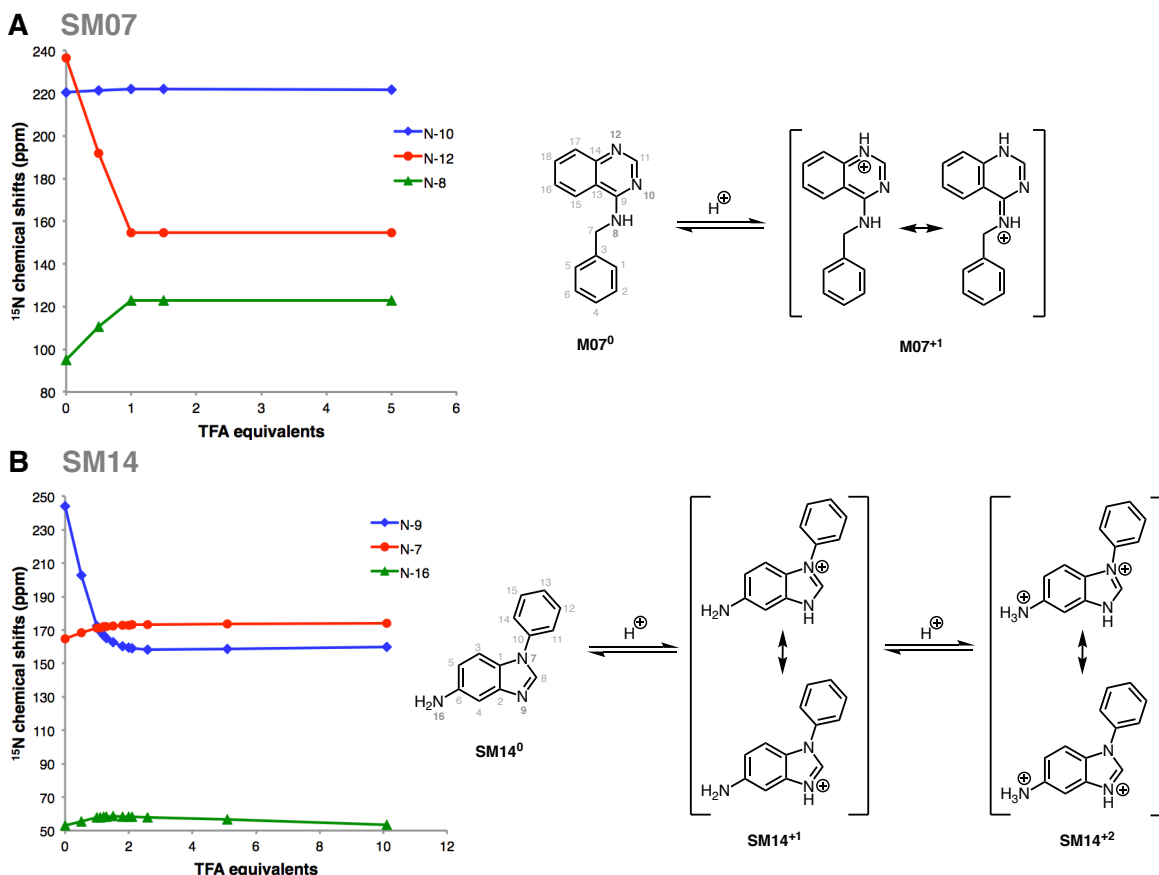 A SM07
240
220
200
180
160
140
120
100
80
0 1 2 3 4 5 6
¹⁵N chemical shifts (ppm)
TFA equivalents
N-10
N-12
N-8
12
17
14
11
18
N
N
10
16
13
9
15
NH
8
7
3
5
1
6
2
4
M07⁰
H⊕
H
N
⊕
N
NH
H
N
N
NH
⊕
M07⁺¹
B SM14
250
230
210
190
170
150
130
110
90
70
50
0 2 4 6 8 10 12
¹⁵N chemical shifts (ppm)
TFA equivalents
N-9
N-7
N-16
13
15
12
14
11
10
3
1
N
7
5
8
6
2
N
9
4
H₂N
16
SM14⁰
H⊕
N⊕
H₂N
N
H
N
H₂N
N⊕
H
SM14⁺¹
H⊕
N⊕
⊕
H₃N
N
H
N
⊕
H₃N
N⊕
H
SM14⁺²